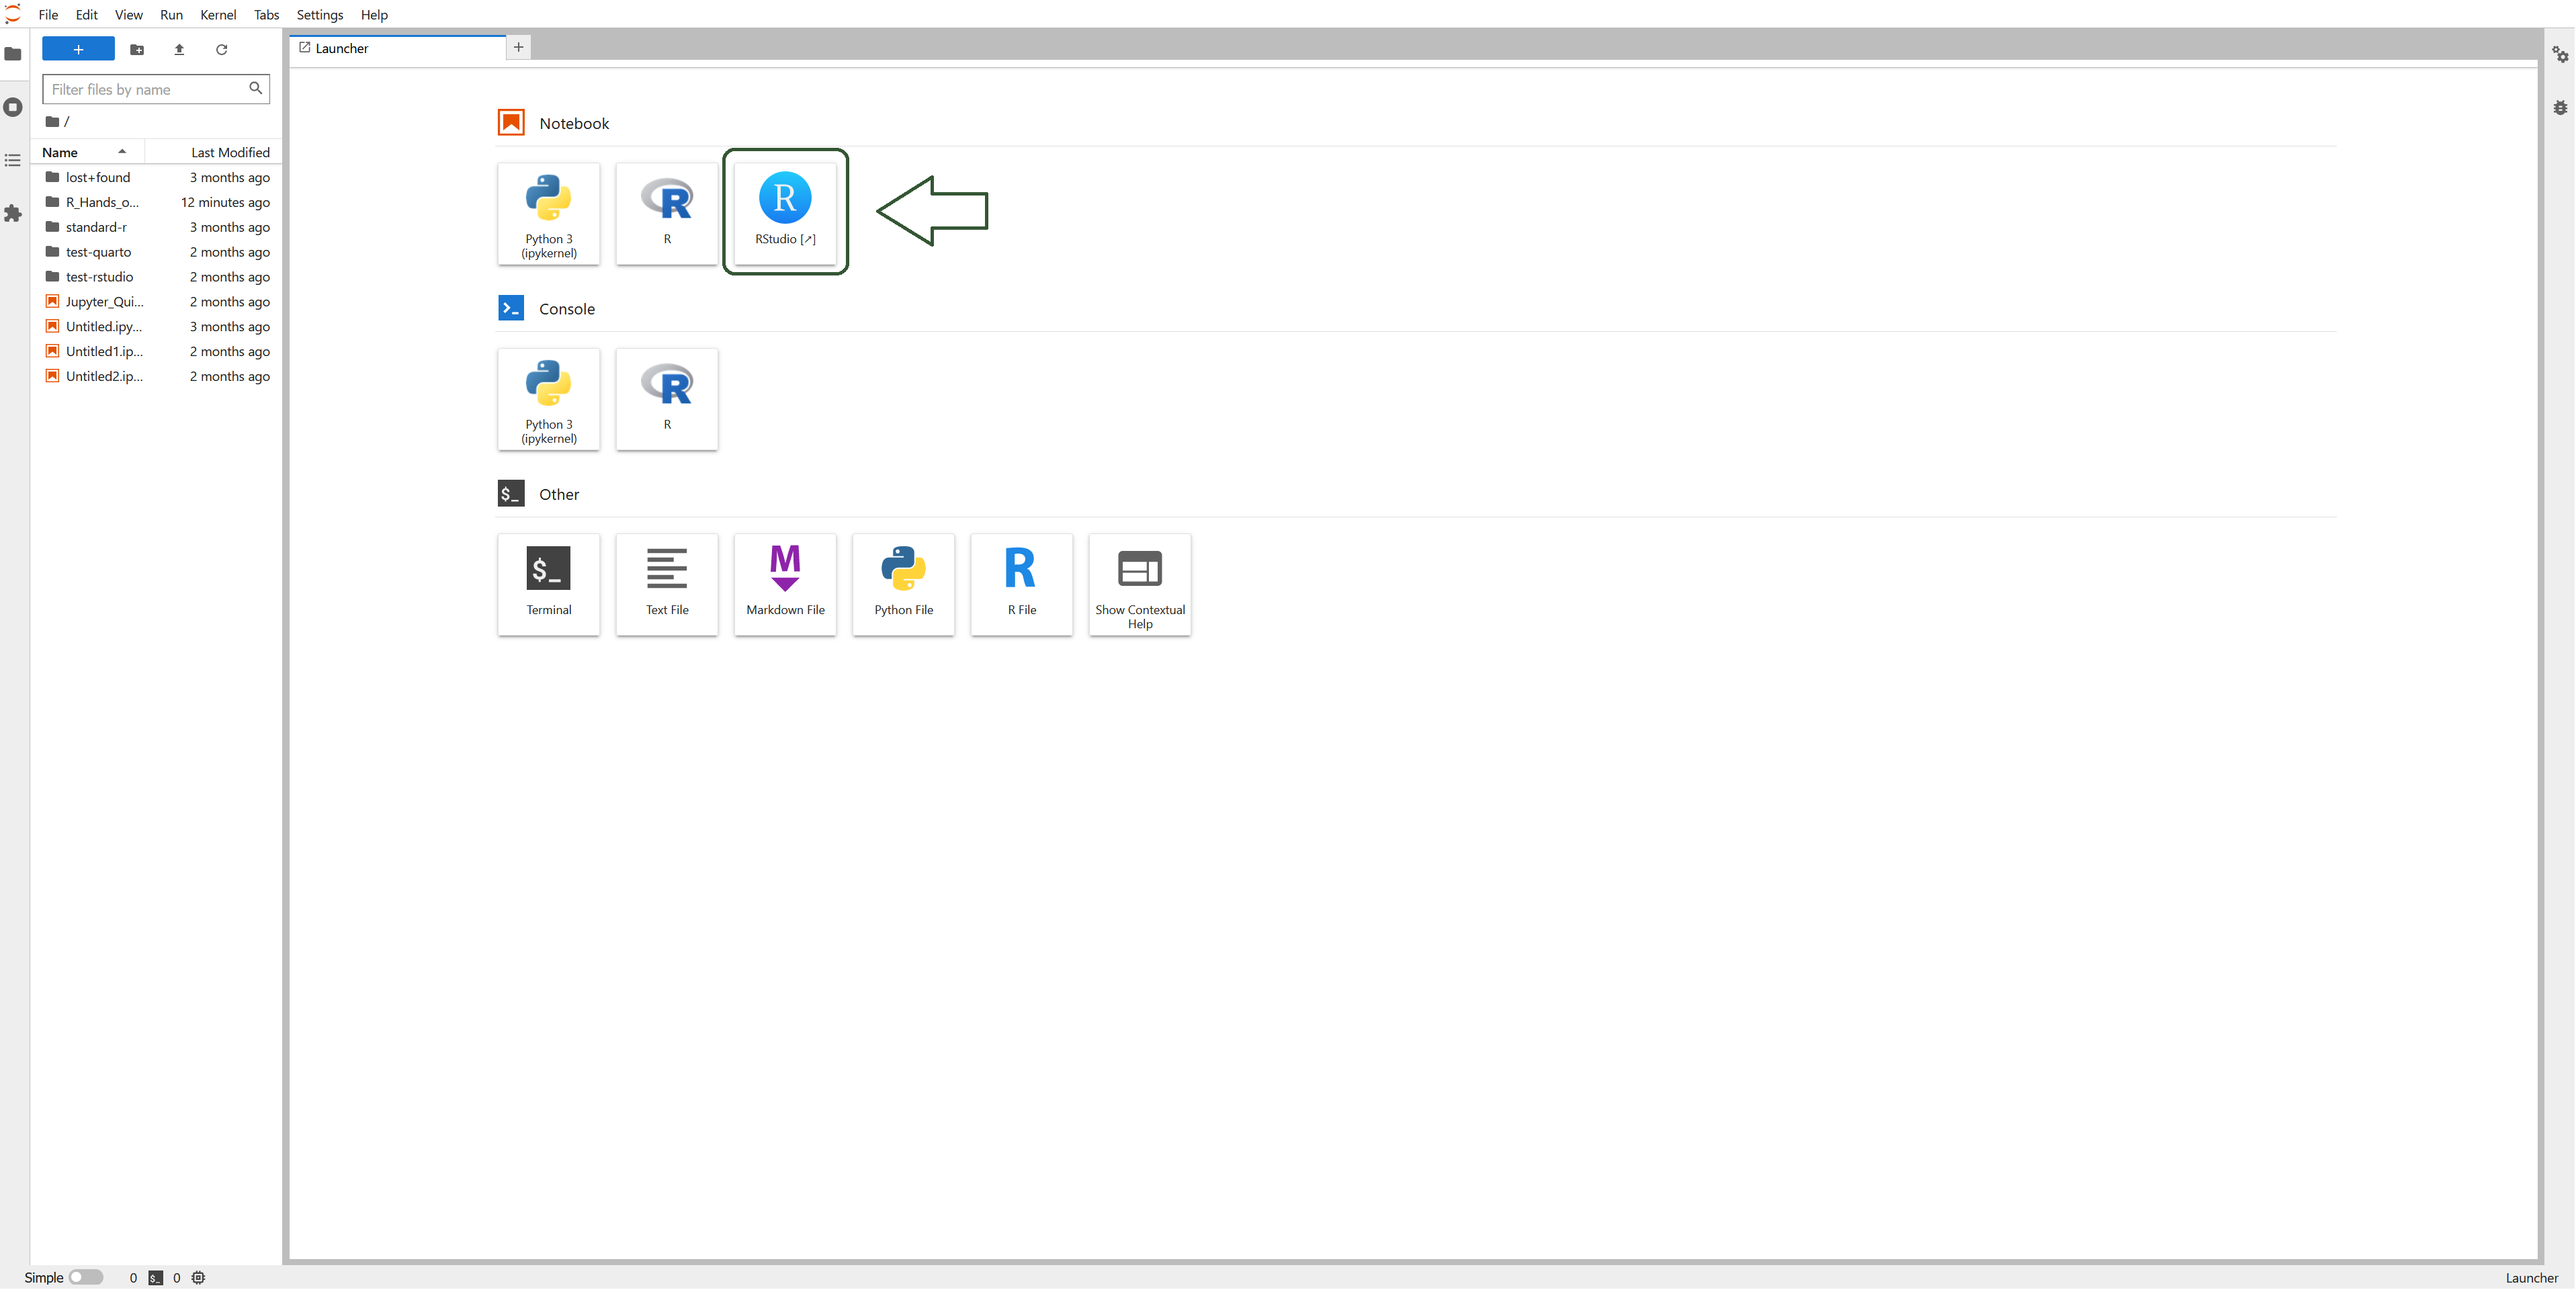 File Edit View Run Kernel Tabs Settings Help
Launcher
Filter files by name
/
Name Last Modified
lost+found 3 months ago
R_Hands_o... 12 minutes ago
standard-r 3 months ago
test-quarto 2 months ago
test-rstudio 2 months ago
Jupyter_Qui... 2 months ago
Untitled.ipy... 3 months ago
Untitled1.ip... 2 months ago
Untitled2.ip... 2 months ago
Notebook
Python 3
(ipykernel)
R
RStudio [↗]
Console
Python 3
(ipykernel)
R
$_ Other
$_
Terminal
Text File
M
Markdown File
Python File
R
R File
Show Contextual
Help
Simple 0 $_ 0 Launcher